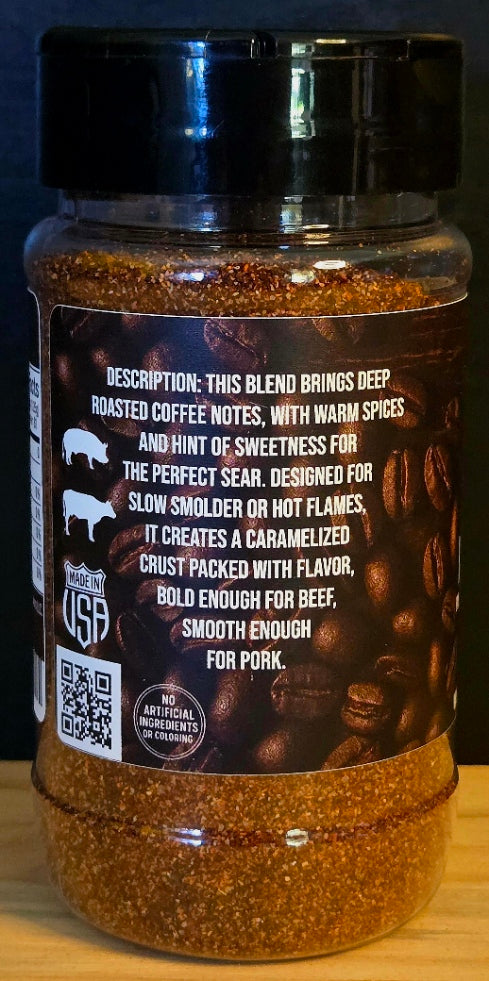 DESCRIPTION: THIS BLEND BRINGS DEEP
ROASTED COFFEE NOTES, WITH WARM SPICES
AND HINT OF SWEETNESS FOR
THE PERFECT SEAR. DESIGNED FOR
SLOW SMOLDER OR HOT FLAMES,
IT CREATES A CARAMELIZED
CRUST PACKED WITH FLAVOR,
BOLD ENOUGH FOR BEEF,
SMOOTH ENOUGH
FOR PORK.
MADE IN
USA
NO
ARTIFICIAL
INGREDIENTS
OR COLORING